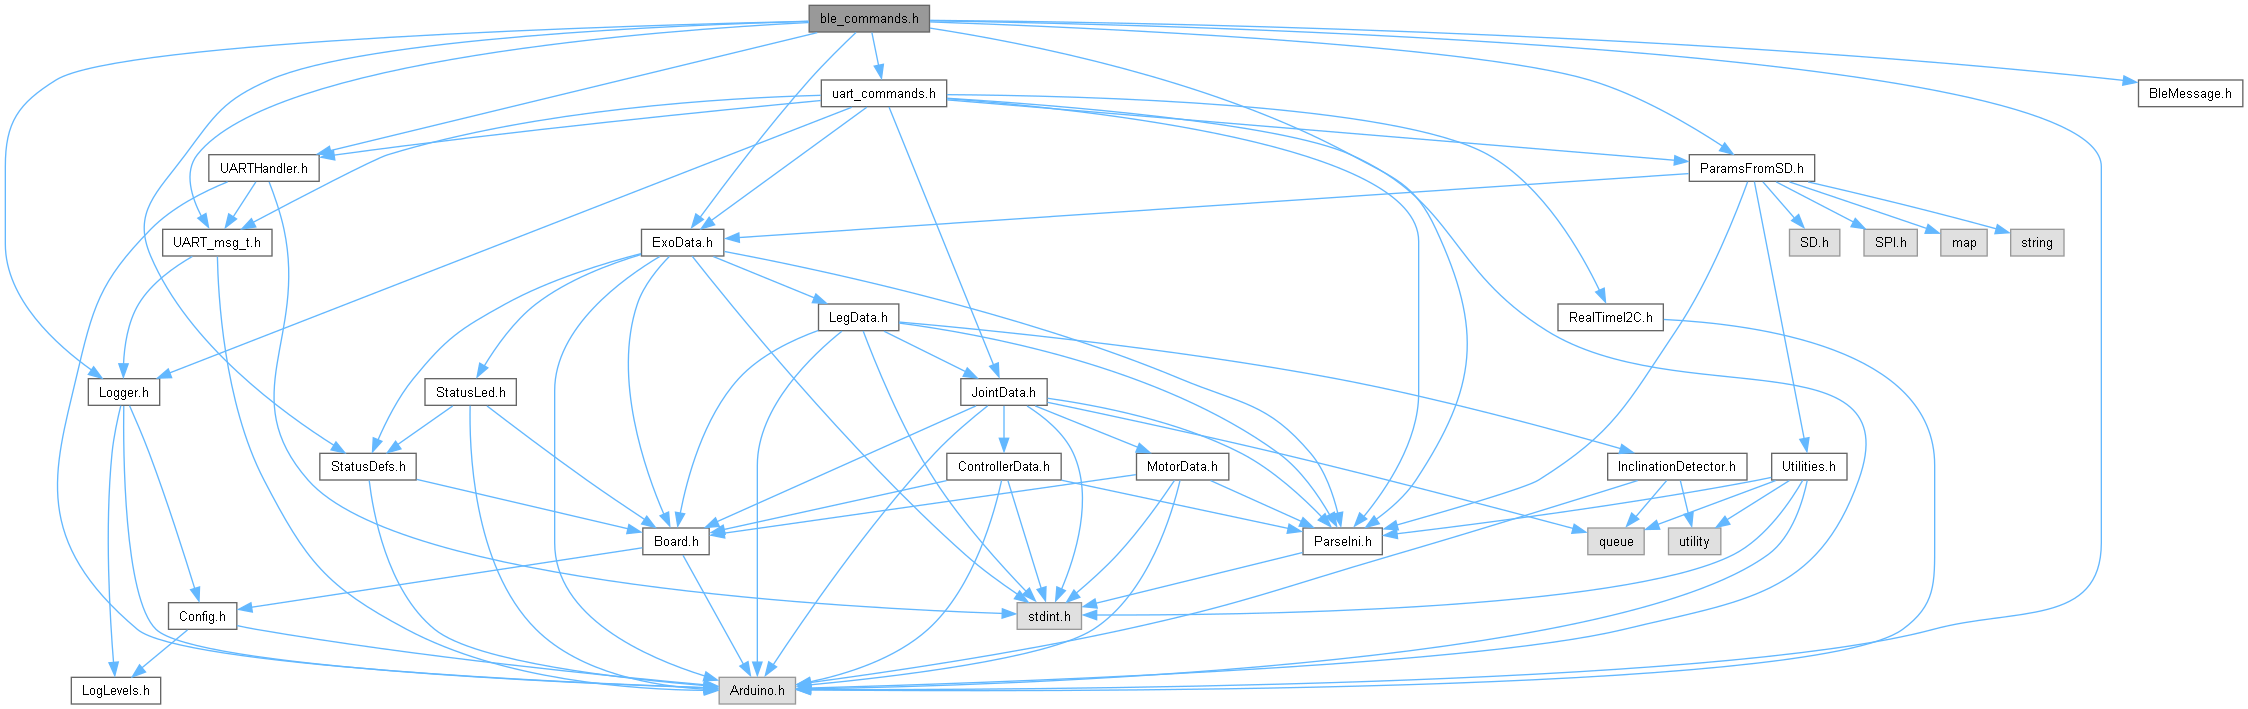 ble_commands.h
uart_commands.h
BleMessage.h
UARTHandler.h
ParamsFromSD.h
UART_msg_t.h
ExoData.h
SD.h
SPI.h
map
string
LegData.h
RealTimeI2C.h
Logger.h
StatusLed.h
JointData.h
StatusDefs.h
ControllerData.h
MotorData.h
InclinationDetector.h
Utilities.h
Board.h
ParseIni.h
queue
utility
Config.h
stdint.h
LogLevels.h
Arduino.h